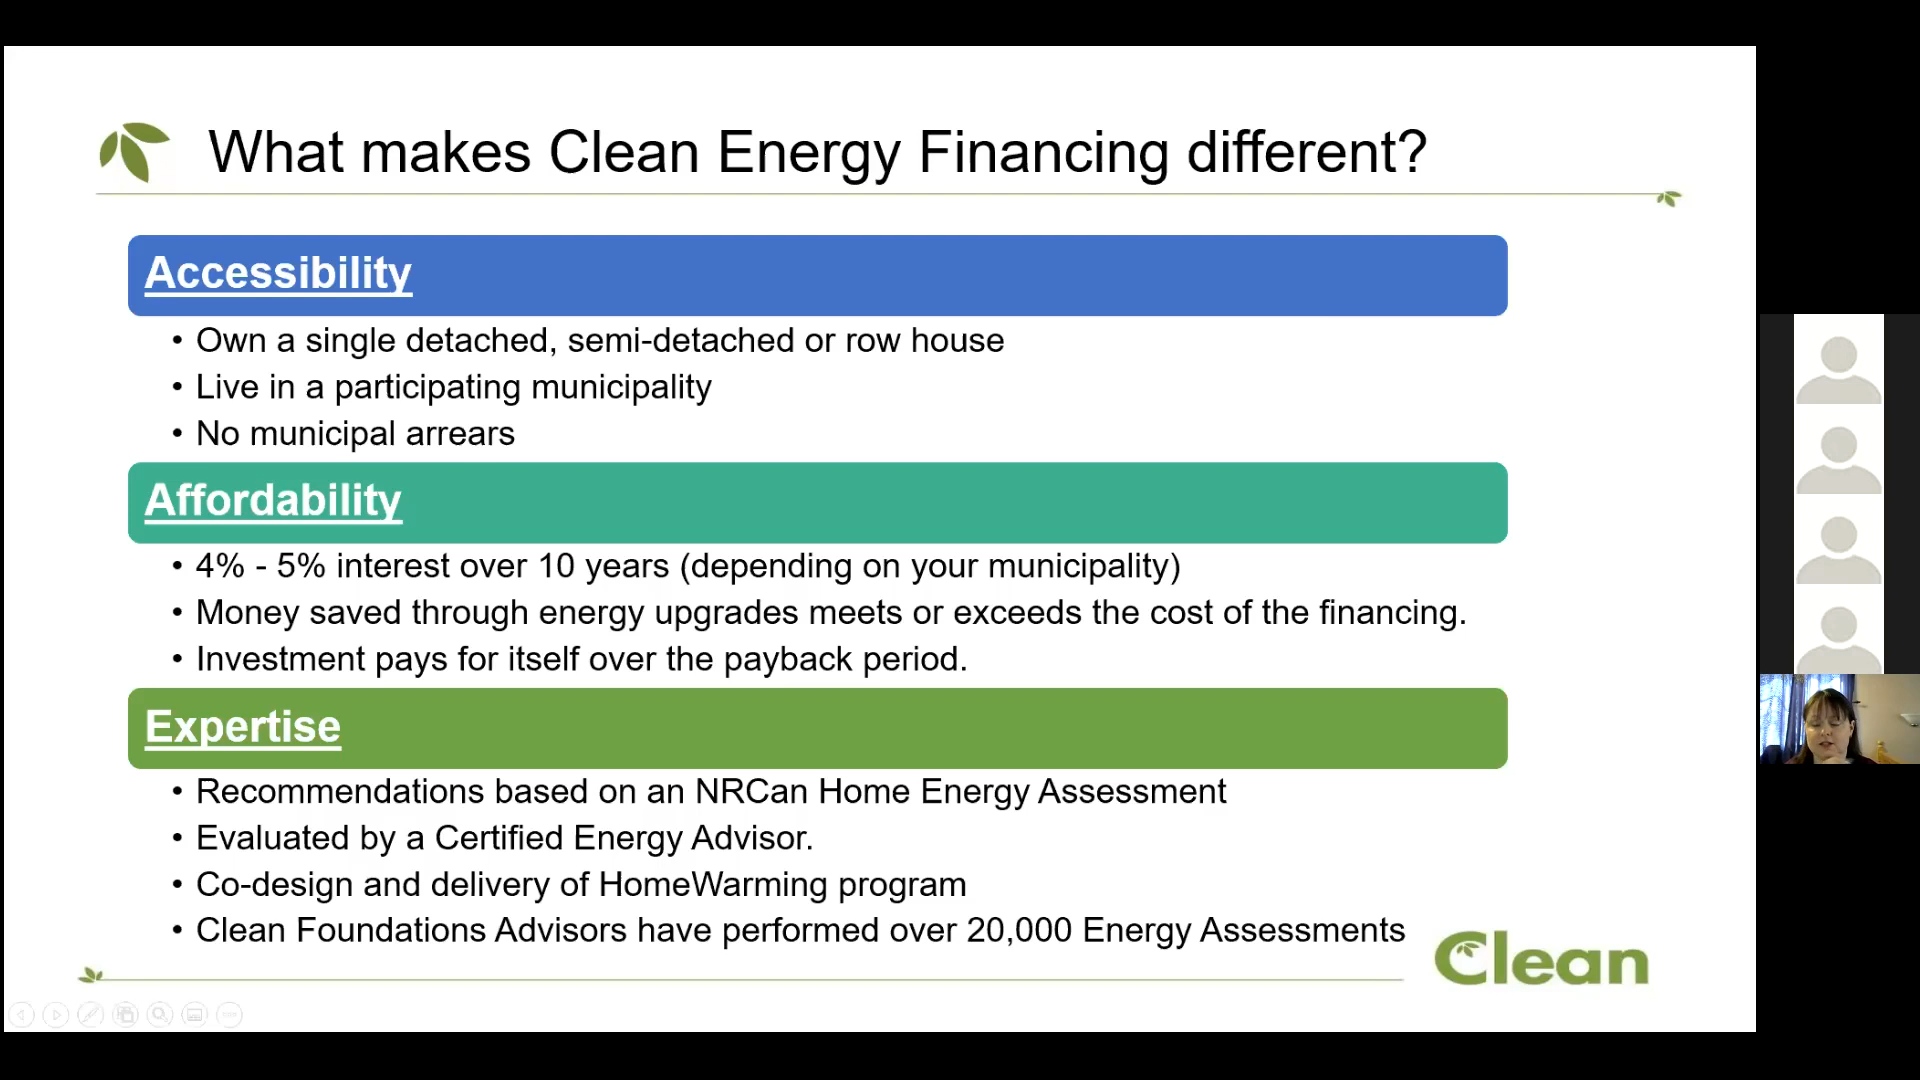 What makes Clean Energy Financing different?
Accessibility
• Own a single detached, semi-detached or row house
• Live in a participating municipality
• No municipal arrears
Affordability
• 4% - 5% interest over 10 years (depending on your municipality)
• Money saved through energy upgrades meets or exceeds the cost of the financing.
• Investment pays for itself over the payback period.
Expertise
• Recommendations based on an NRCan Home Energy Assessment
• Evaluated by a Certified Energy Advisor.
• Co-design and delivery of HomeWarming program
• Clean Foundations Advisors have performed over 20,000 Energy Assessments
Clean